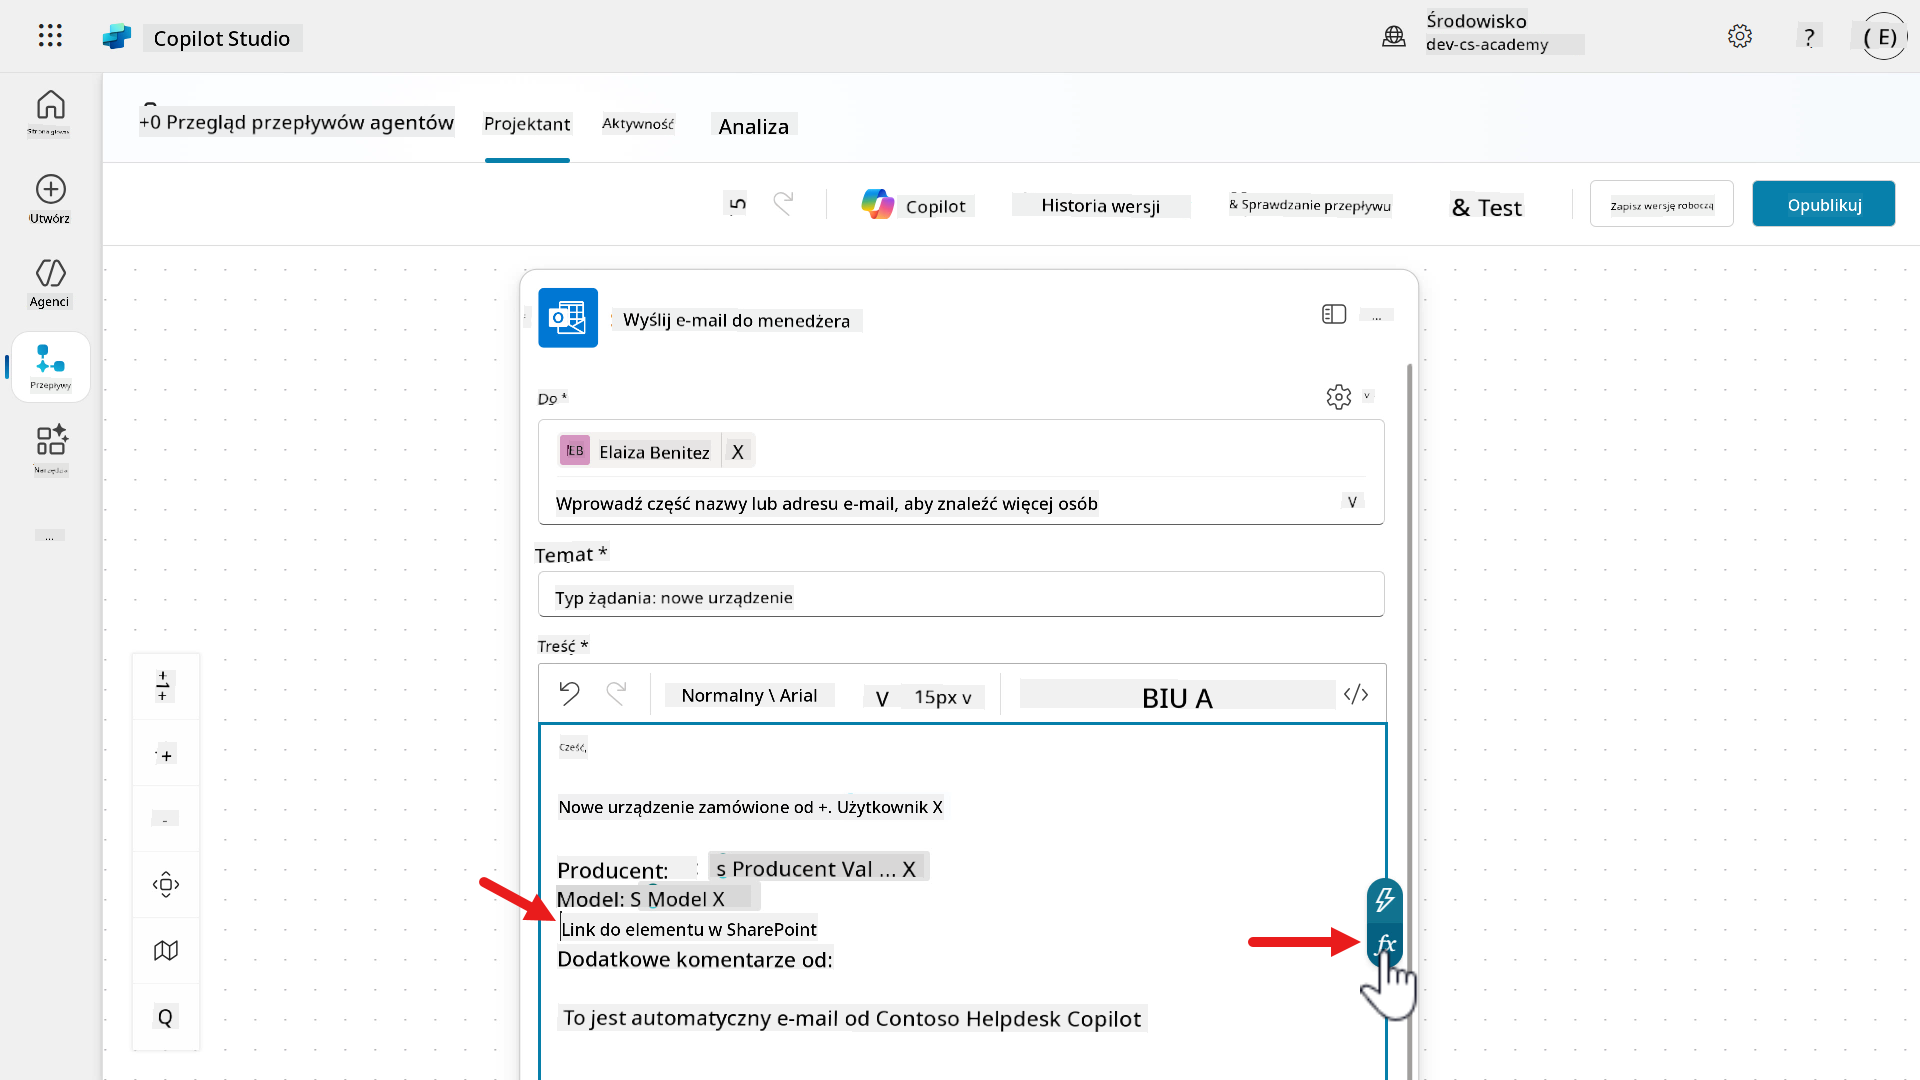 Copilot Studio
Środowisko
dev-cs-academy
?
( E)
Strona główna
+0 Przegląd przepływów agentów
Projektant
Aktywność
Analiza
Utwórz
5
Copilot
Historia wersji
& Sprawdzanie przepływu
& Test
Zapisz wersję roboczą
Opublikuj
Agenci
Wyślij e-mail do menedżera
...
Przepływy
Do *
v
EB Elaiza Benitez X
Narzędzia
Wprowadź część nazwy lub adresu e-mail, aby znaleźć więcej osób
V
...
Temat *
Typ żądania: nowe urządzenie
Treść *
Normalny \ Arial
V 15px v
BIU A
</>
Cześć,
Nowe urządzenie zamówione od +. Użytkownik X
Producent: s Producent Val ... X
Model: S Model X
Link do elementu w SharePoint
Dodatkowe komentarze od:
fx
To jest automatyczny e-mail od Contoso Helpdesk Copilot
Q